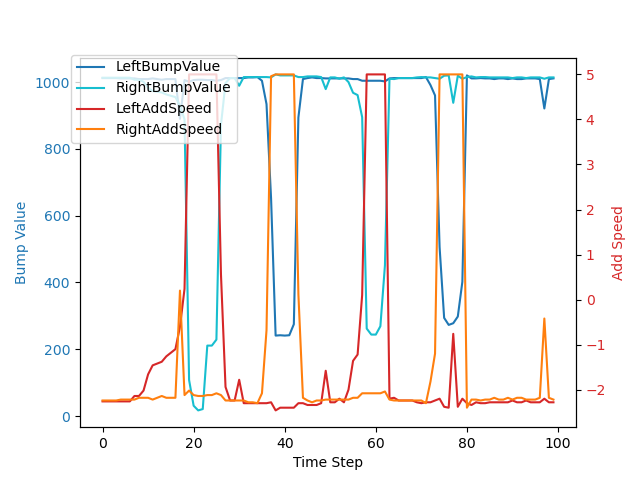 LeftBumpValue
RightBumpValue
LeftAddSpeed
RightAddSpeed
1000
800
600
400
200
0
Bump Value
5
4
3
2
1
0
−1
−2
Add Speed
0
20
40
60
80
100
Time Step